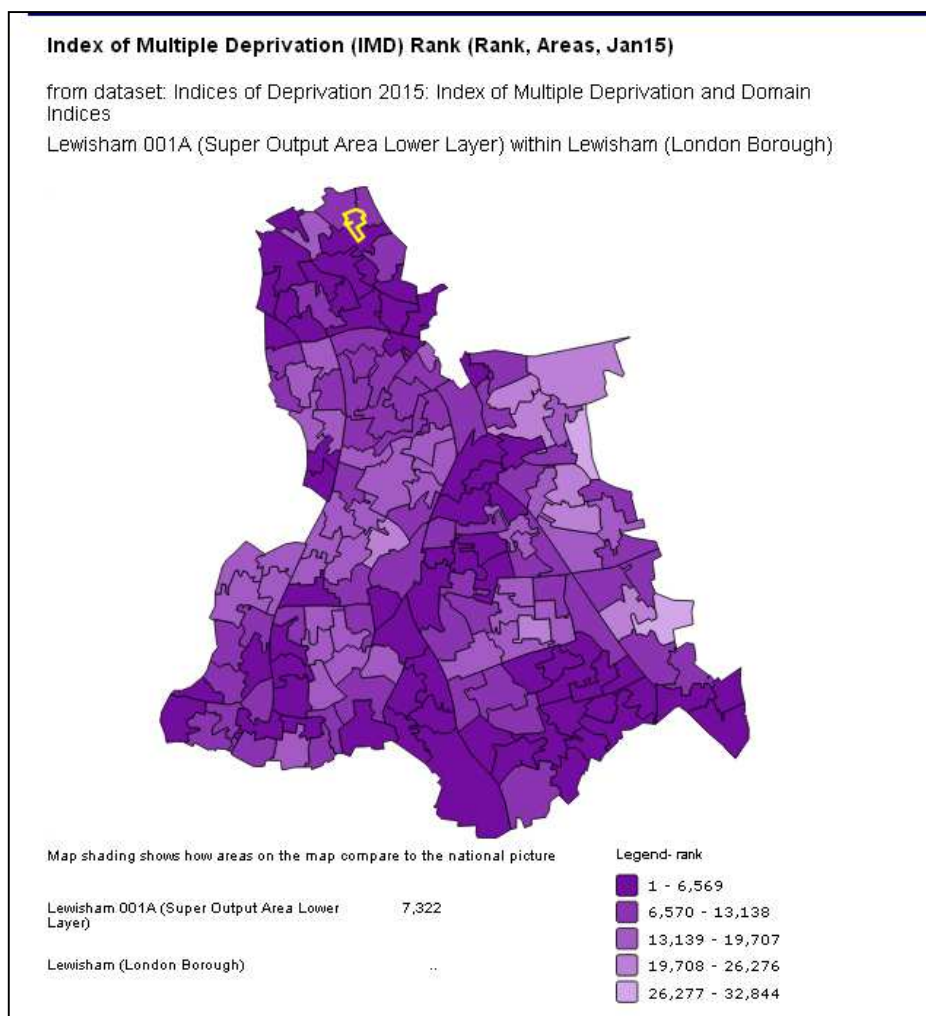 Index of Multiple Deprivation (IMD) Rank (Rank, Areas, Jan15)
from dataset: Indices of Deprivation 2015: Index of Multiple Deprivation and Domain
Indices
Lewisham 001A (Super Output Area Lower Layer) within Lewisham (London Borough)
Map shading shows how areas on the map compare to the national picture
Lewisham 001A (Super Output Area Lower
Layer)
7,322
Lewisham (London Borough)
..
Legend- rank
1 - 6,569
6,570 - 13,138
13,139 - 19,707
19,708 - 26,276
26,277 - 32,844